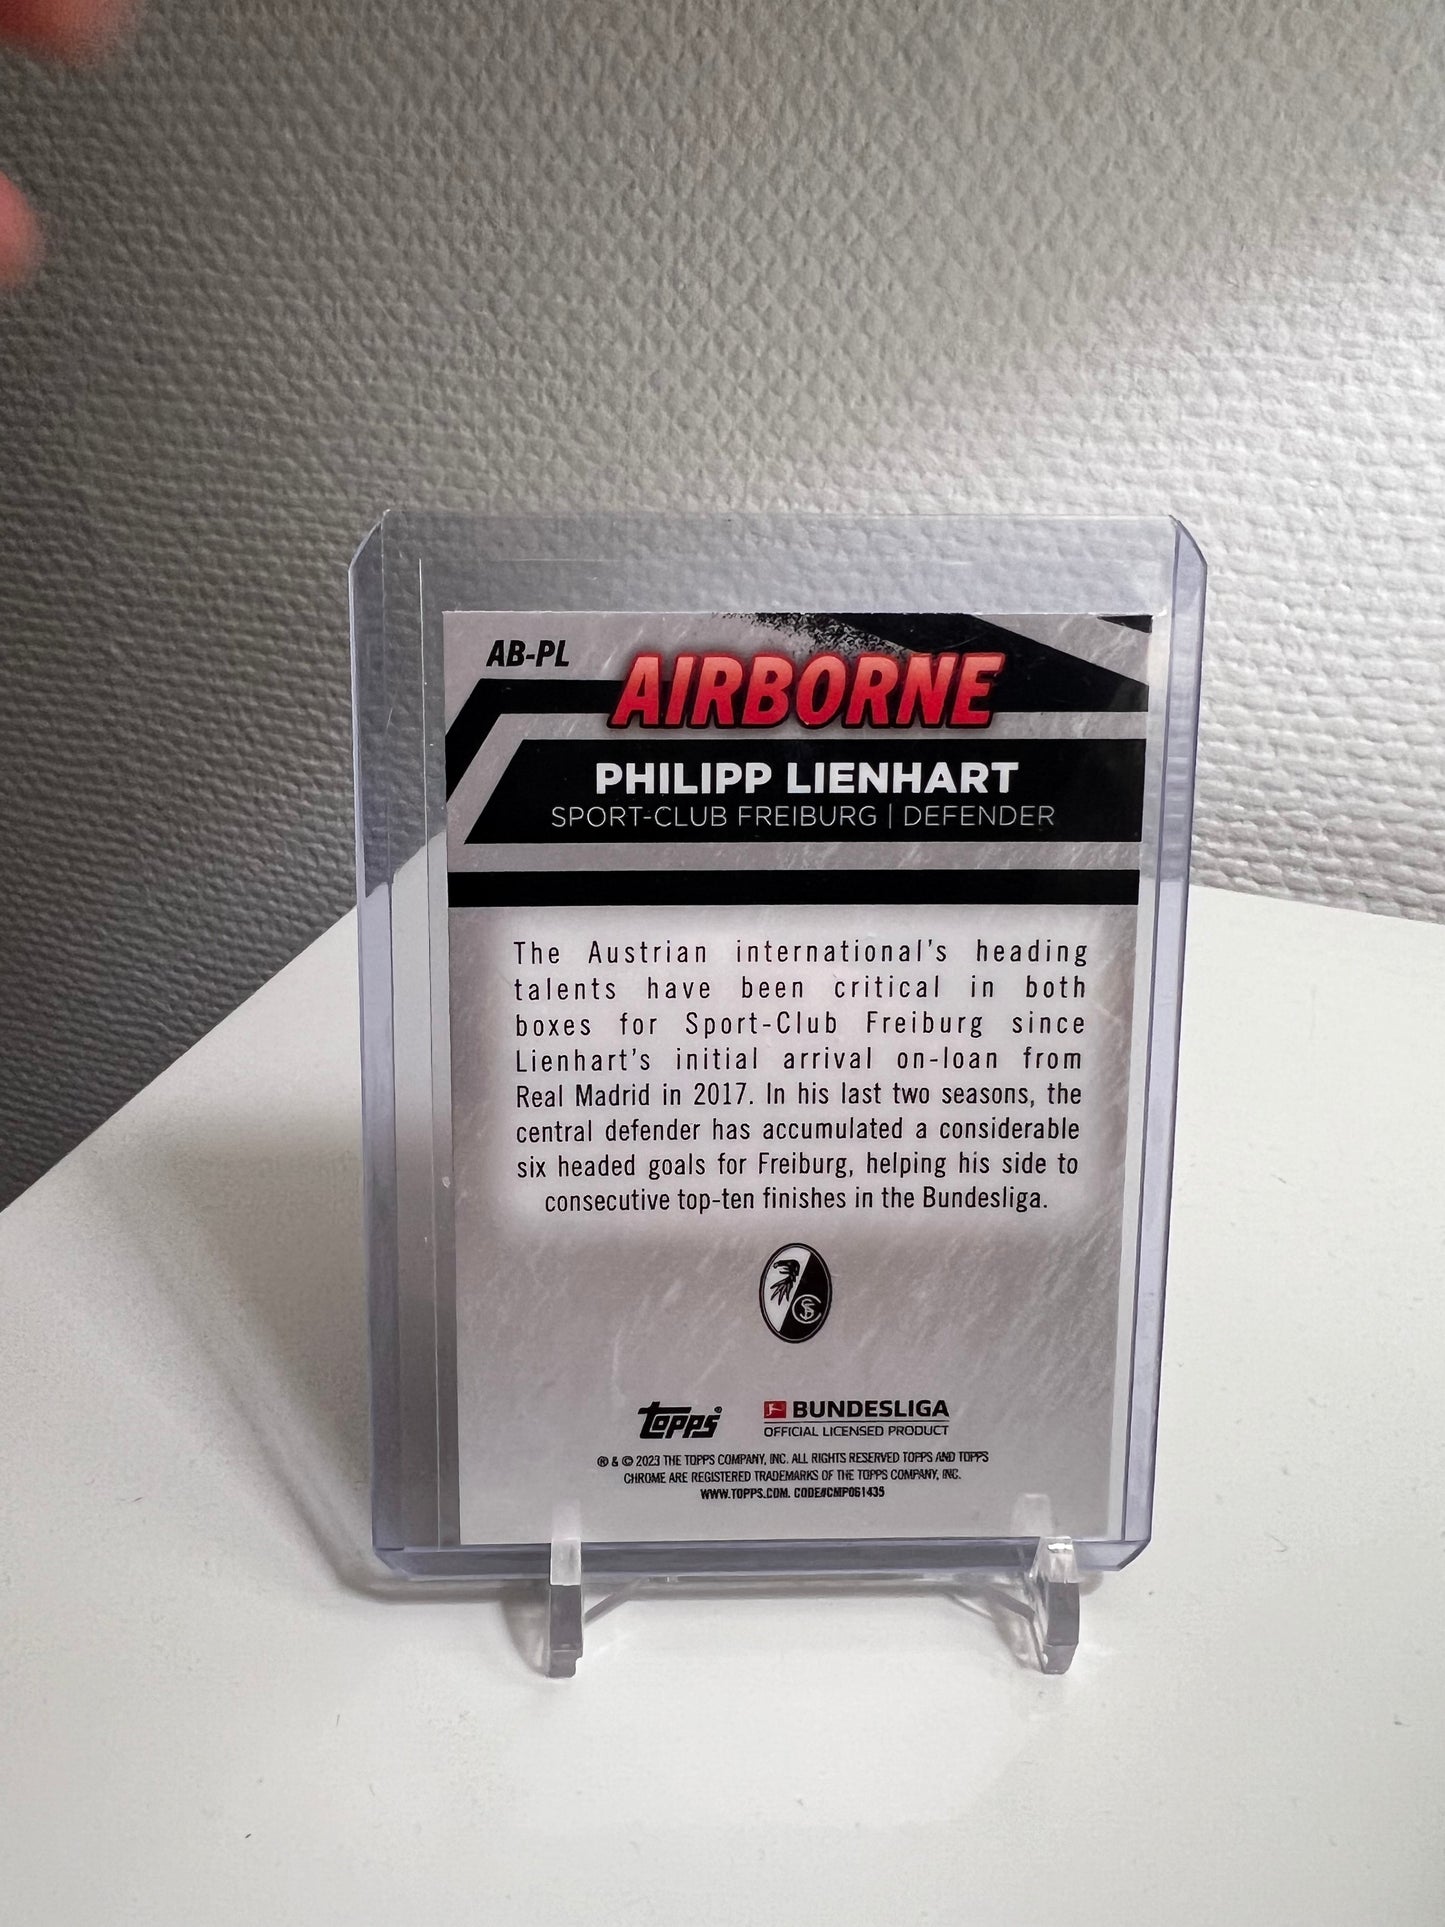 AB-PL
AIRBORNE
PHILIPP LIENHART
SPORT-CLUB FREIBURG | DEFENDER
The Austrian international's heading
talents have been critical in both
boxes for Sport-Club Freiburg since
Lienhart's initial arrival on-loan from
Real Madrid in 2017. In his last two seasons, the
central defender has accumulated a considerable
six headed goals for Freiburg, helping his side to
consecutive top-ten finishes in the Bundesliga.
Topps® BUNDESLIGA
OFFICIAL LICENSED PRODUCT
® & © 2023 THE TOPPS COMPANY, INC. ALL RIGHTS RESERVED TOPPS AND TOPPS
CHROME ARE REGISTERED TRADEMARKS OF THE TOPPS COMPANY, INC.
WWW.TOPPS.COM. CODE#CMP061435